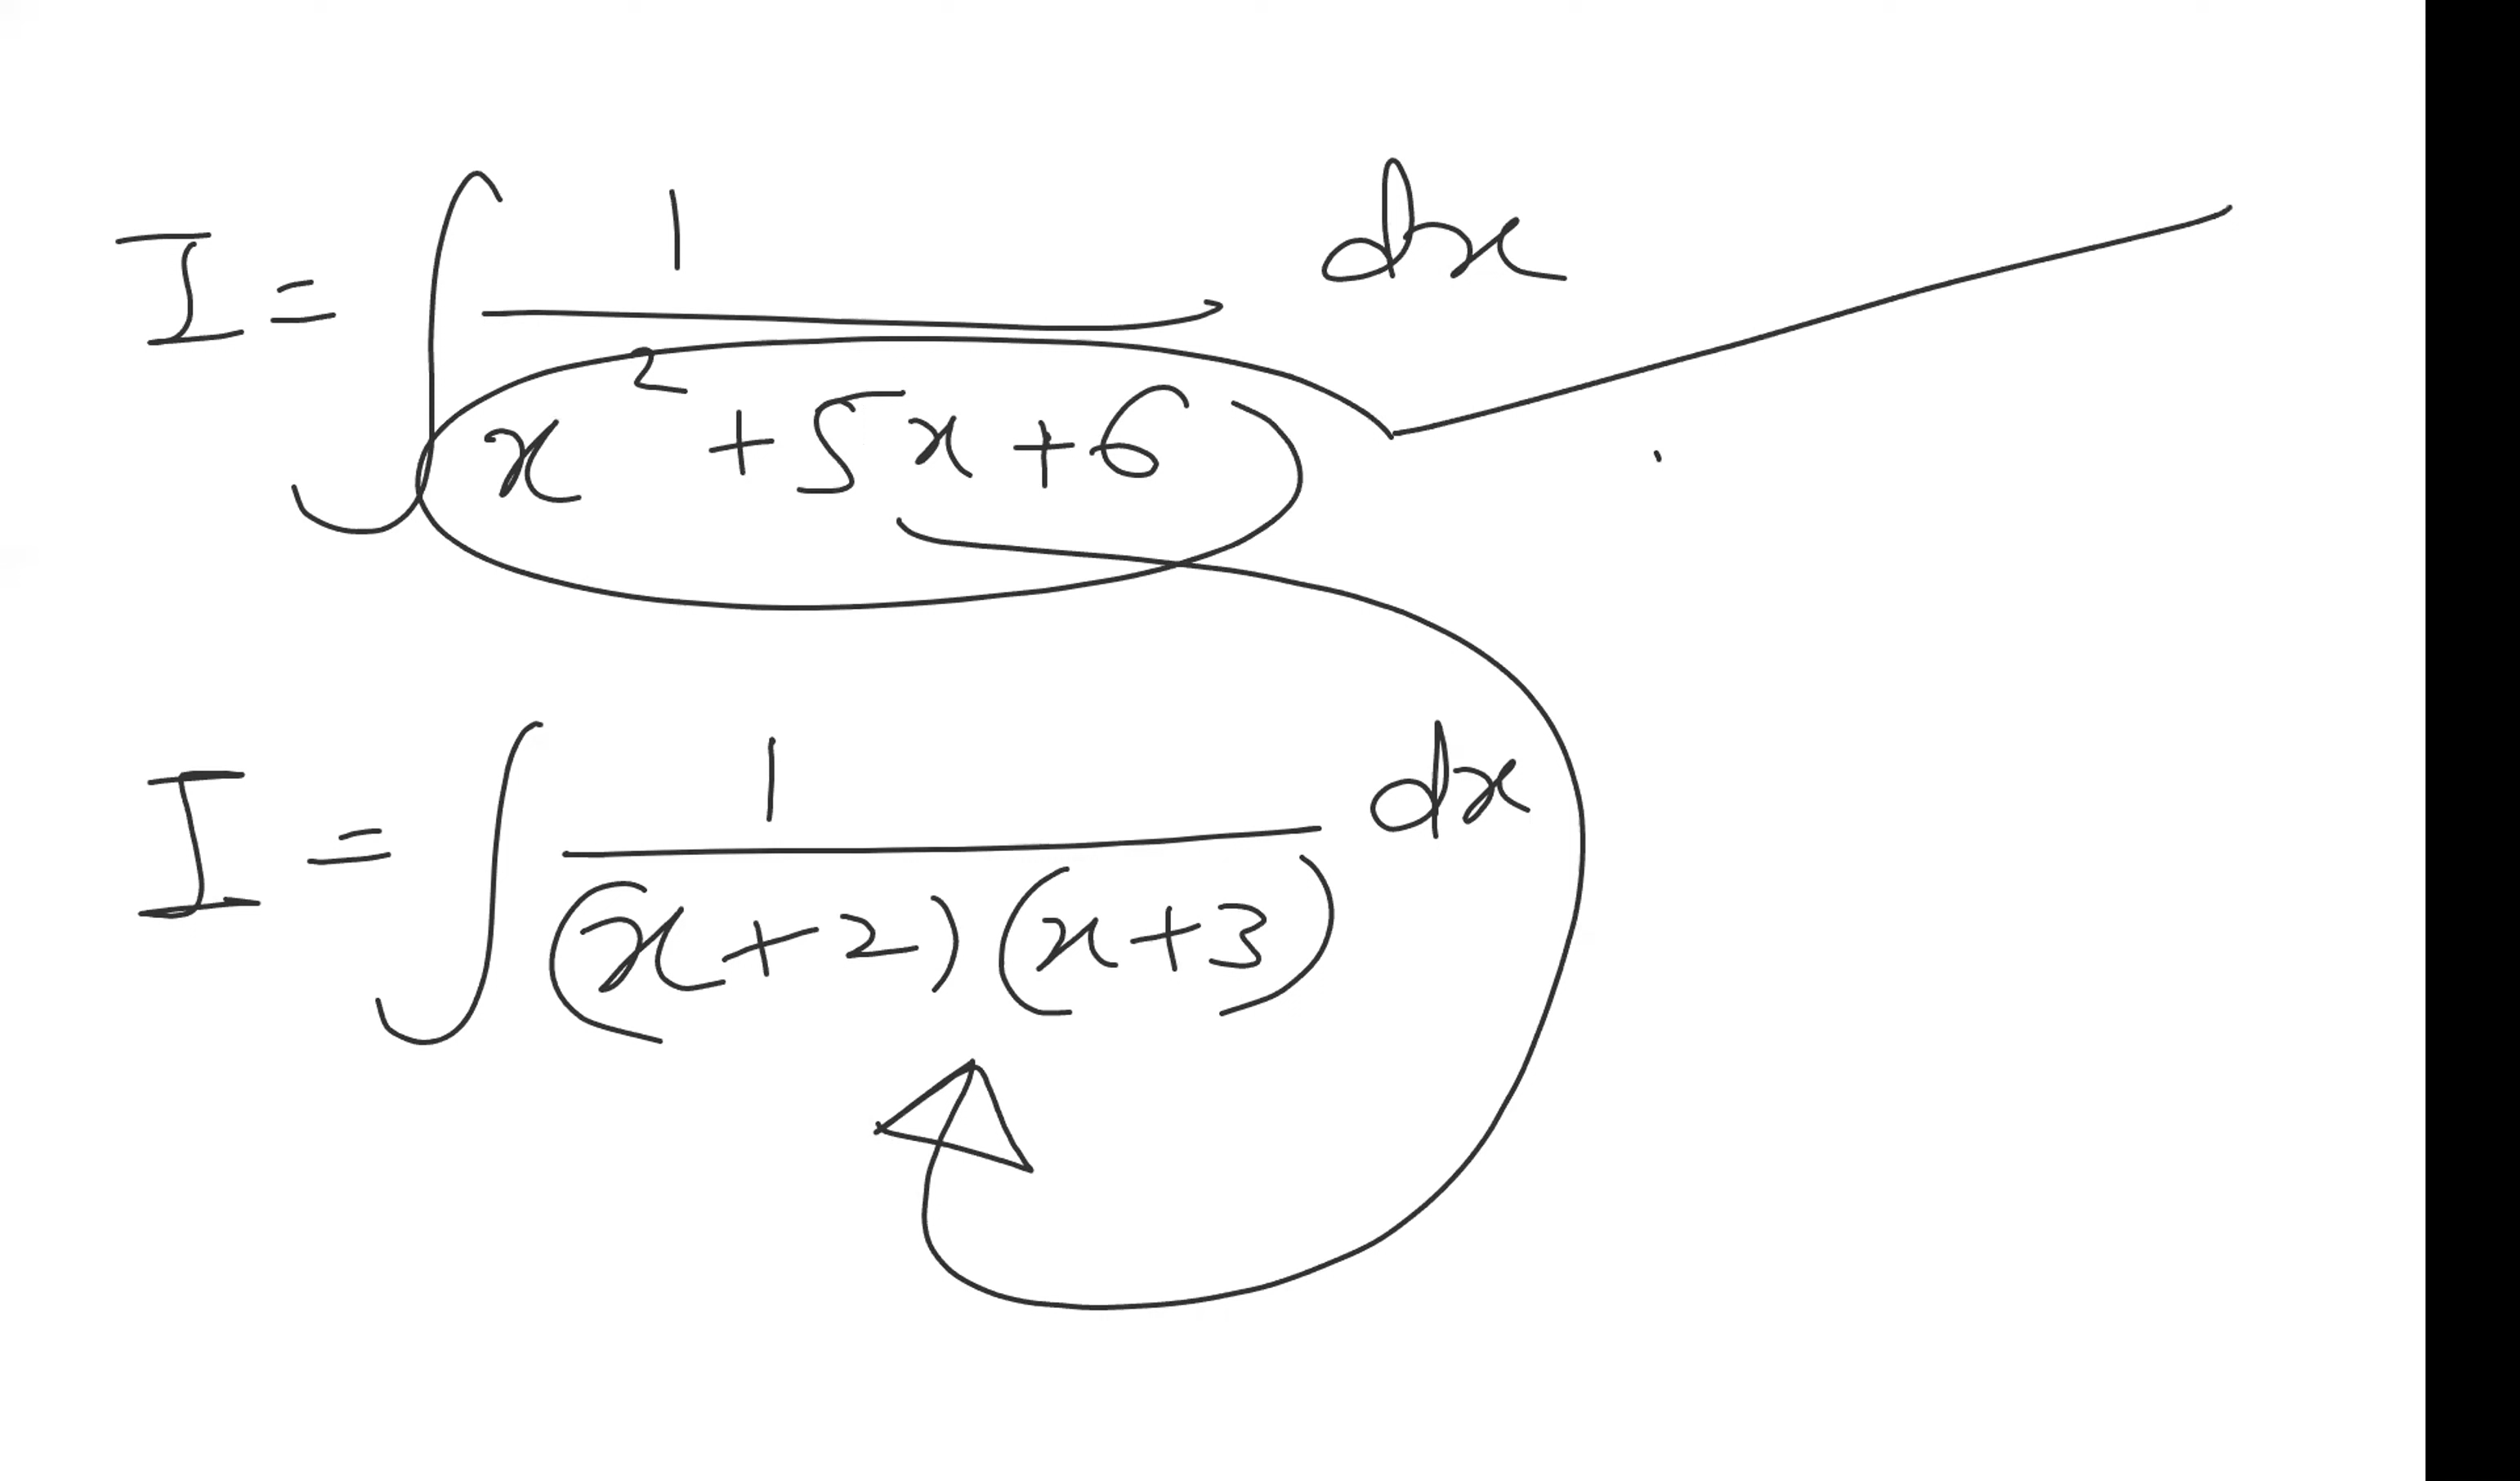 I = ∫ 1/(x² + 5x + 6) dx
I = ∫ 1/((x + 2)(x + 3)) dx